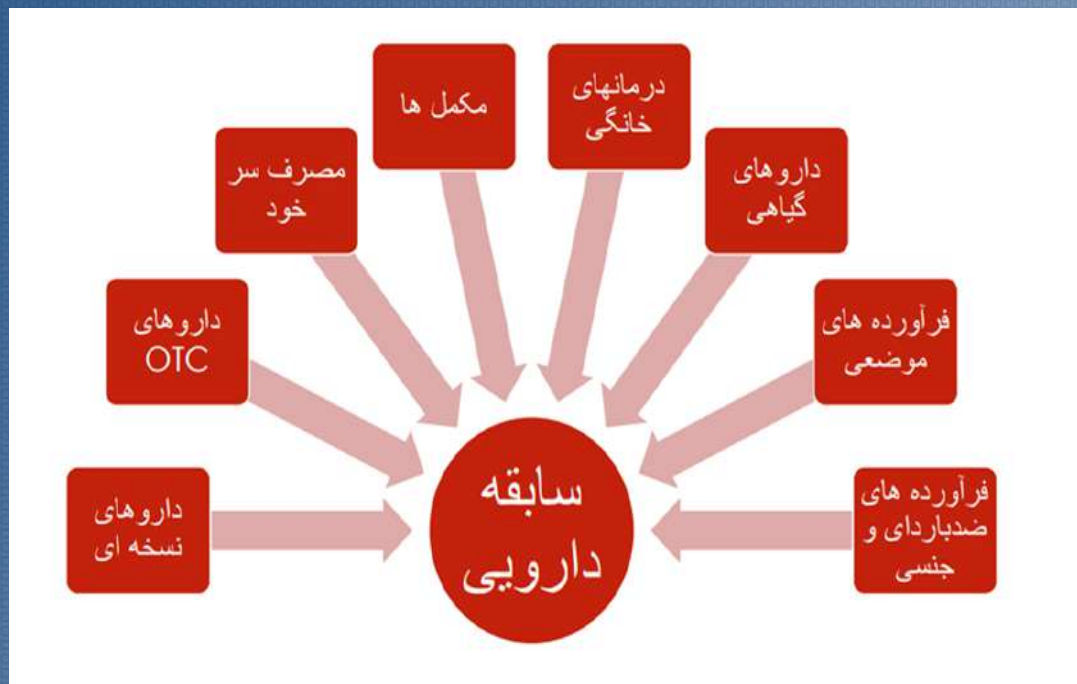 درمانهای
خانگی
مکمل ها
داروهای
گیاهی
مصرف سر
خود
فرآورده های
موضعی
داروهای
OTC
فرآورده های
ضدباردای و
جنسی
داروهای
نسخه ای
سابقه
دارویی